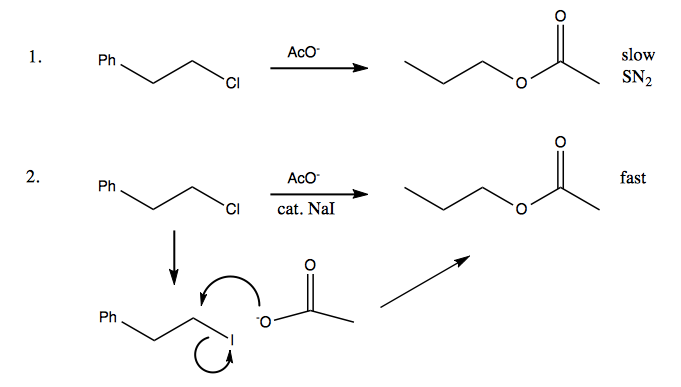 1. Ph Cl AcO- O O slow
SN2
2. Ph Cl AcO- cat. NaI O O fast
Ph I -O O